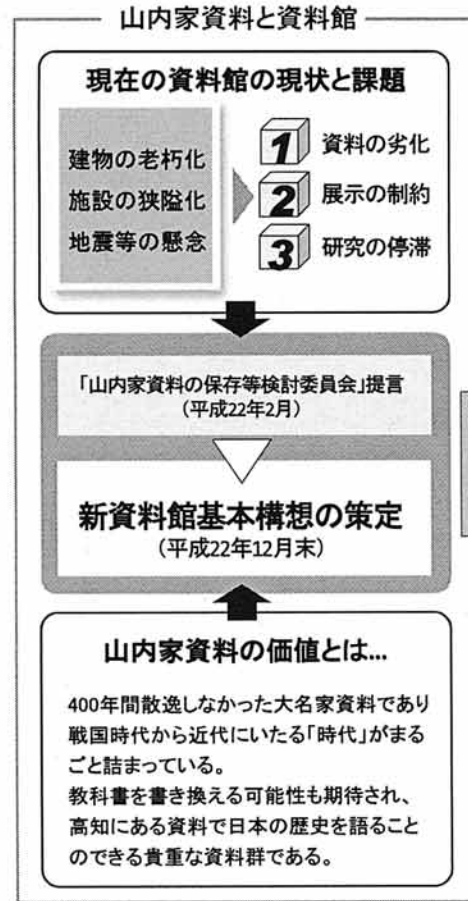 山内家資料と資料館
現在の資料館の現状と課題
建物の老朽化
施設の狭隘化
地震等の懸念
1 資料の劣化
2 展示の制約
3 研究の停滞
「山内家資料の保存等検討委員会」提言
(平成22年2月)
新資料館基本構想の策定
(平成22年12月末)
山内家資料の価値とは...
400年間散逸しなかった大名家資料であり
戦国時代から近代にいたる「時代」がまる
ごと詰まっている。
教科書を書き換える可能性も期待され、
高知にある資料で日本の歴史を語ること
のできる貴重な資料群である。